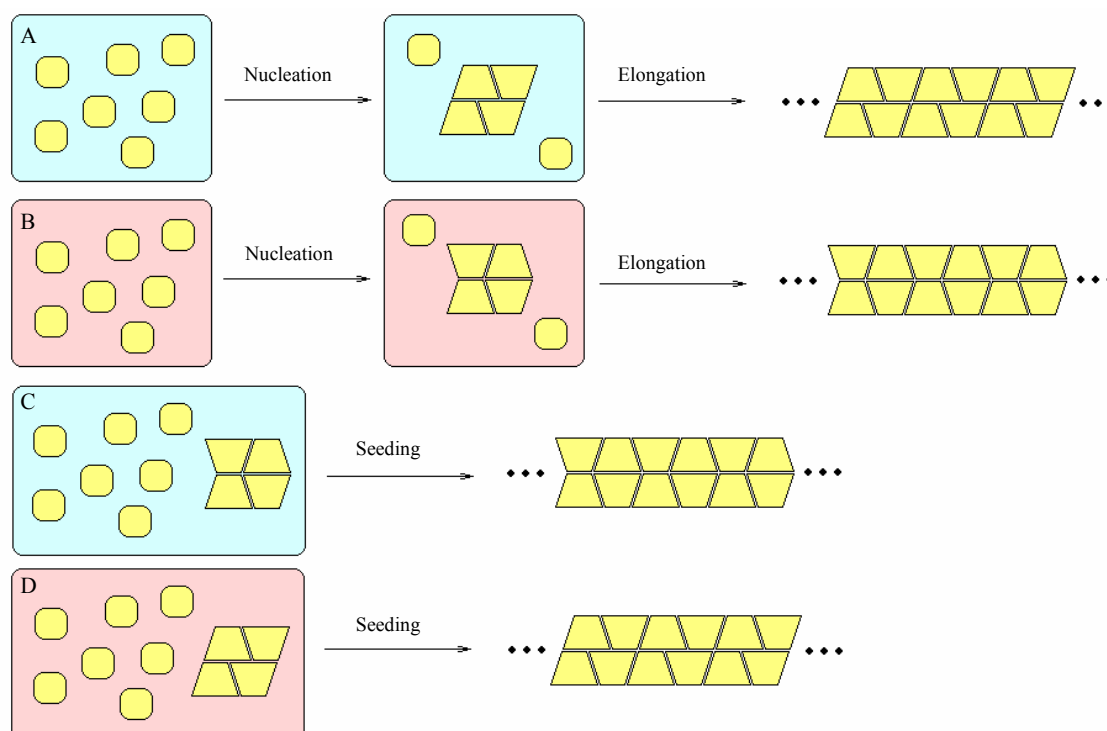 A
Nucleation
Elongation
B
Nucleation
Elongation
C
Seeding
D
Seeding